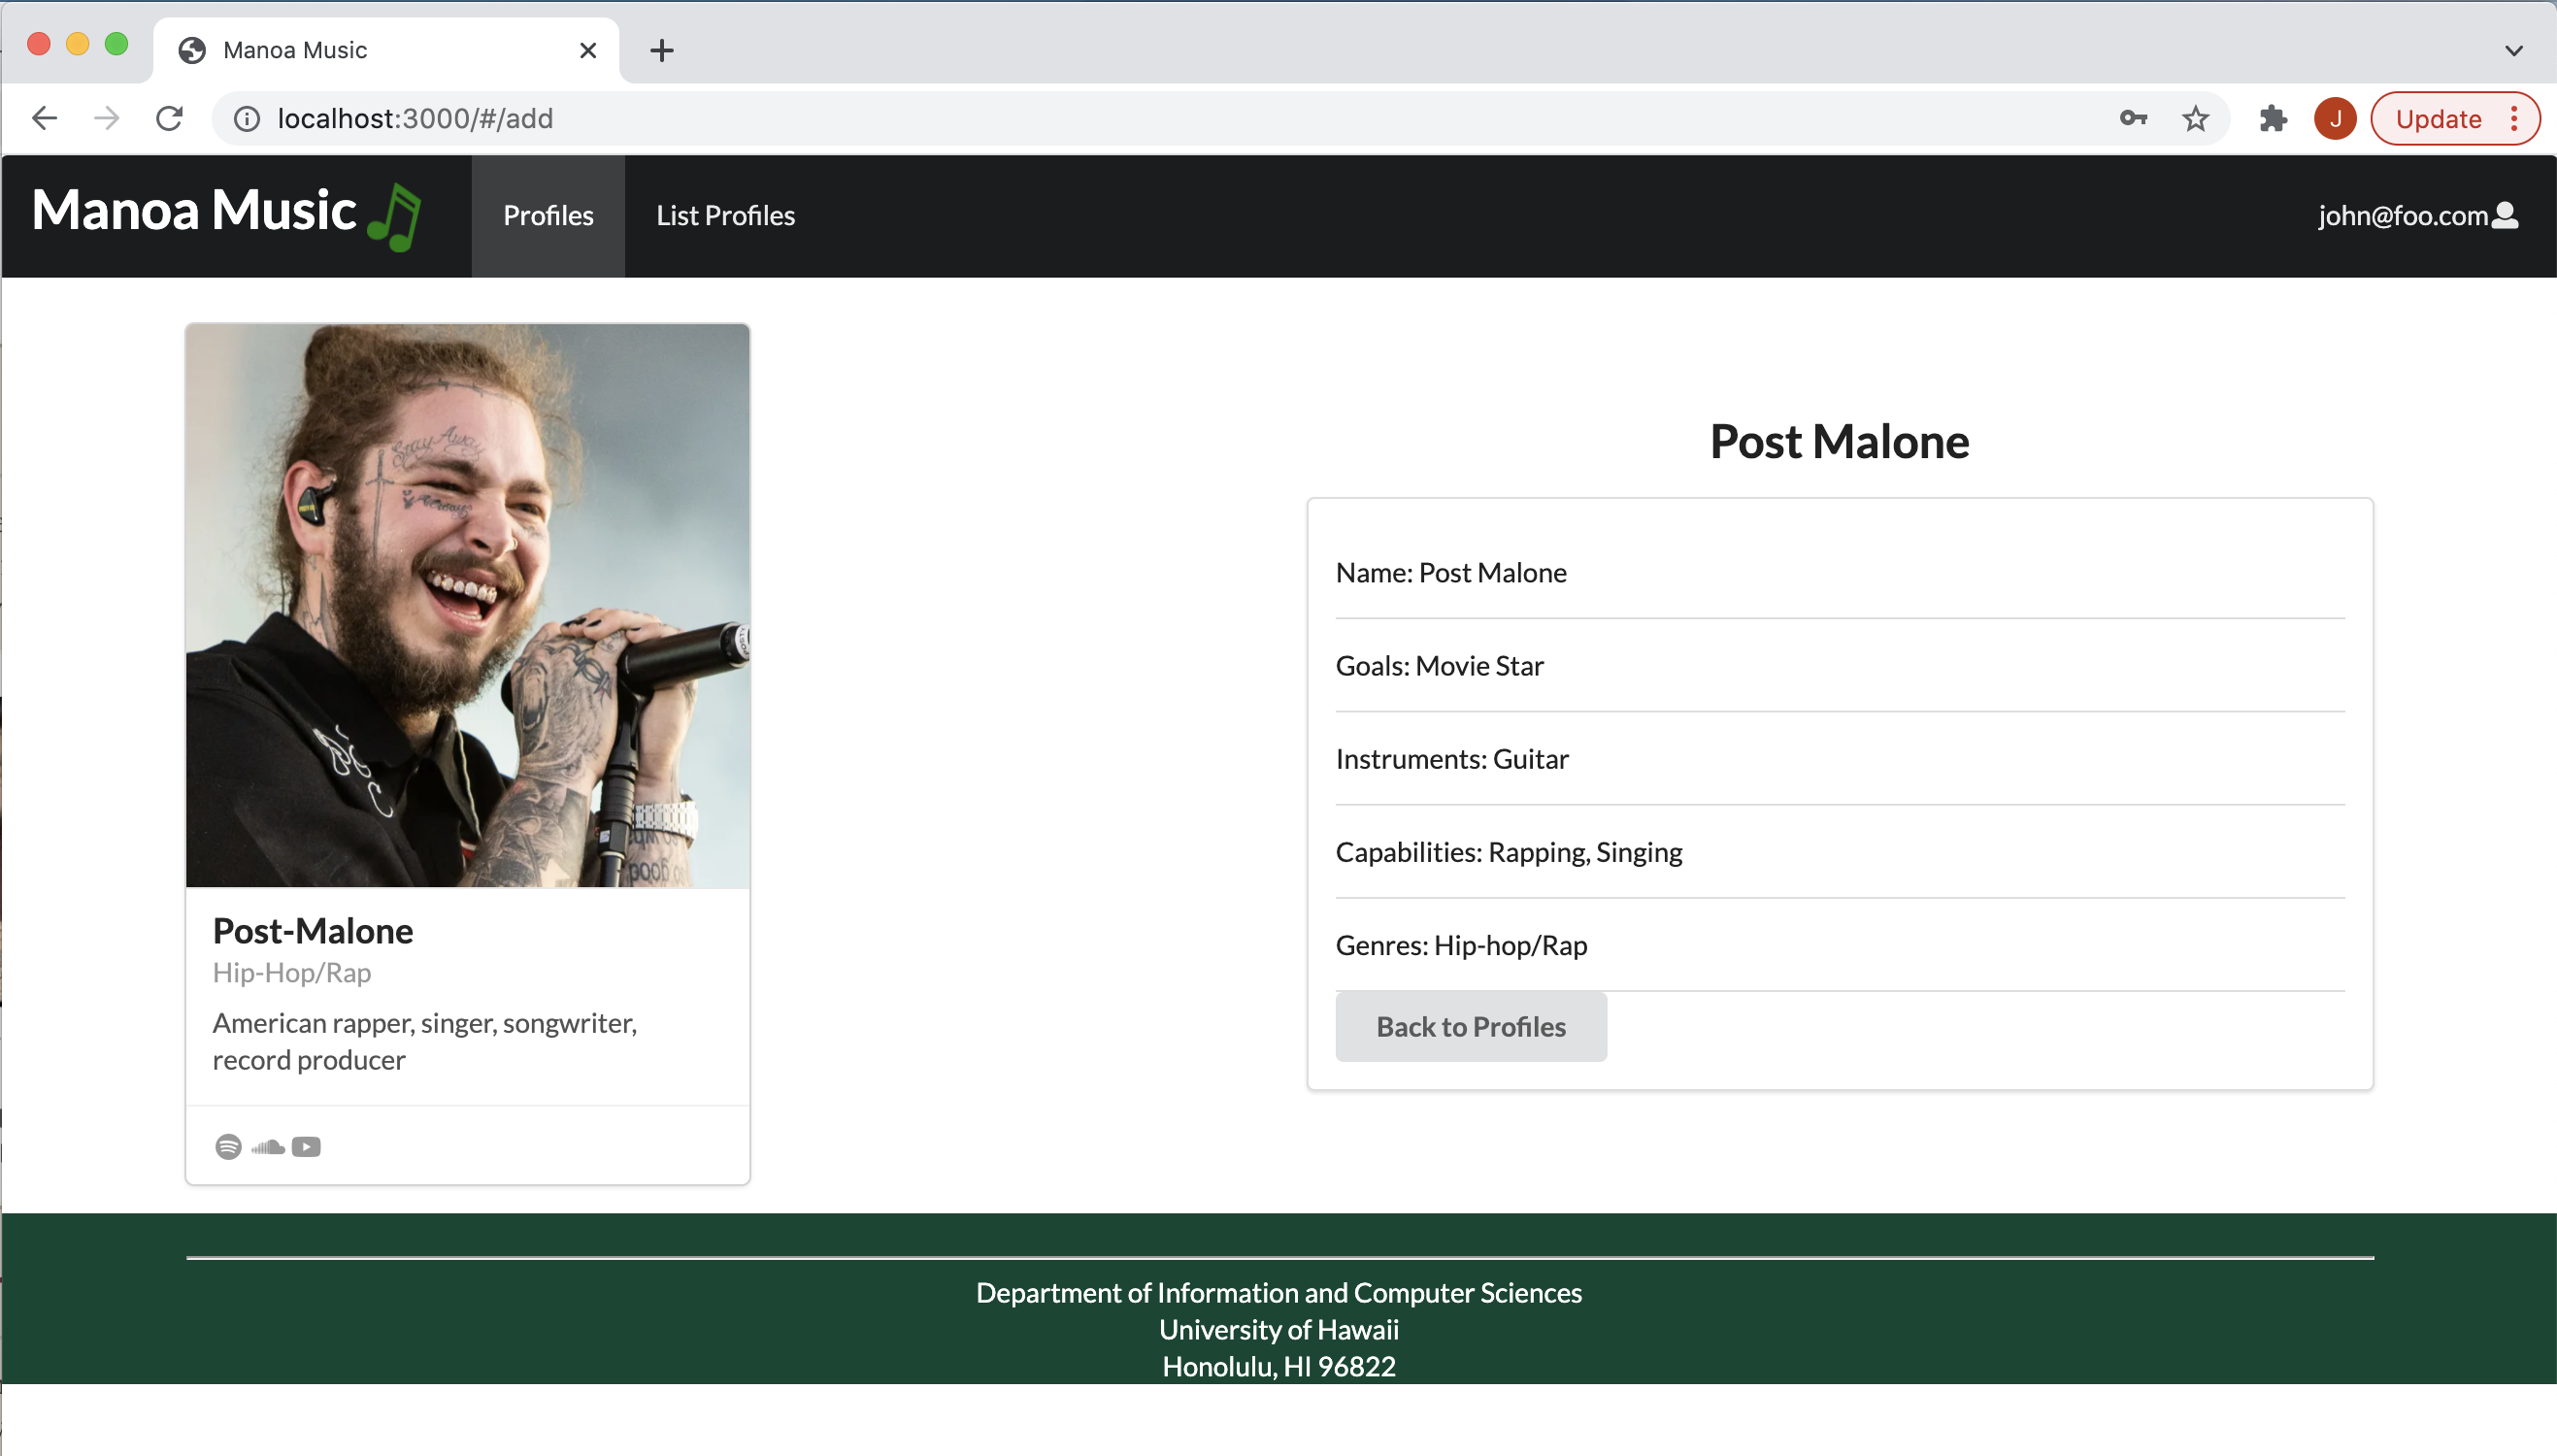 Manoa Music
localhost:3000/#/add
J
Update
Manoa Music
Profiles
List Profiles
john@foo.com
Stay Away
Post-Malone
Hip-Hop/Rap
American rapper, singer, songwriter,
record producer
Post Malone
Name: Post Malone
Goals: Movie Star
Instruments: Guitar
Capabilities: Rapping, Singing
Genres: Hip-hop/Rap
Back to Profiles
Department of Information and Computer Sciences
University of Hawaii
Honolulu, HI 96822